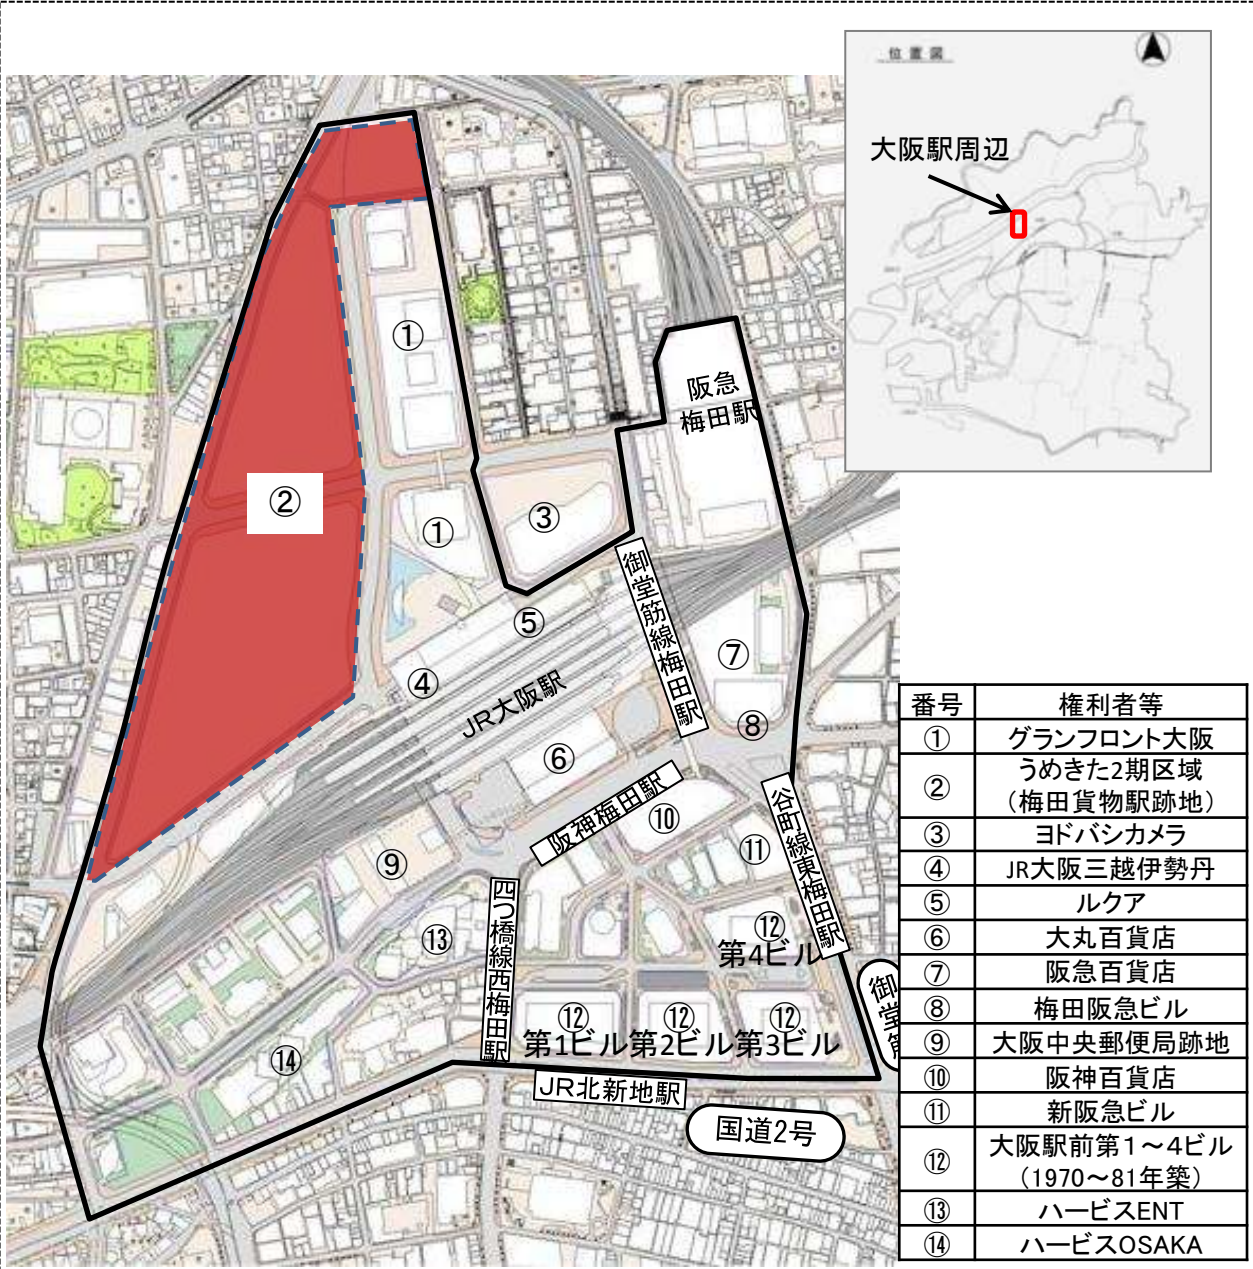 位置図
大阪駅周辺
阪急
梅田駅
①
②
①
③
御堂筋線梅田駅
⑤
④
JR大阪駅
⑦
⑧
⑥
阪神梅田駅
⑩
谷町線東梅田駅
⑪
⑨
四つ橋線西梅田駅
⑬
⑫
第4ビル
御堂筋
⑫
第1ビル
⑫
第2ビル
⑫
第3ビル
⑭
JR北新地駅
国道2号
番号 権利者等
① グランフロント大阪
② うめきた2期区域
(梅田貨物駅跡地)
③ ヨドバシカメラ
④ JR大阪三越伊勢丹
⑤ ルクア
⑥ 大丸百貨店
⑦ 阪急百貨店
⑧ 梅田阪急ビル
⑨ 大阪中央郵便局跡地
⑩ 阪神百貨店
⑪ 新阪急ビル
⑫ 大阪駅前第1～4ビル
(1970～81年築)
⑬ ハービスENT
⑭ ハービスOSAKA